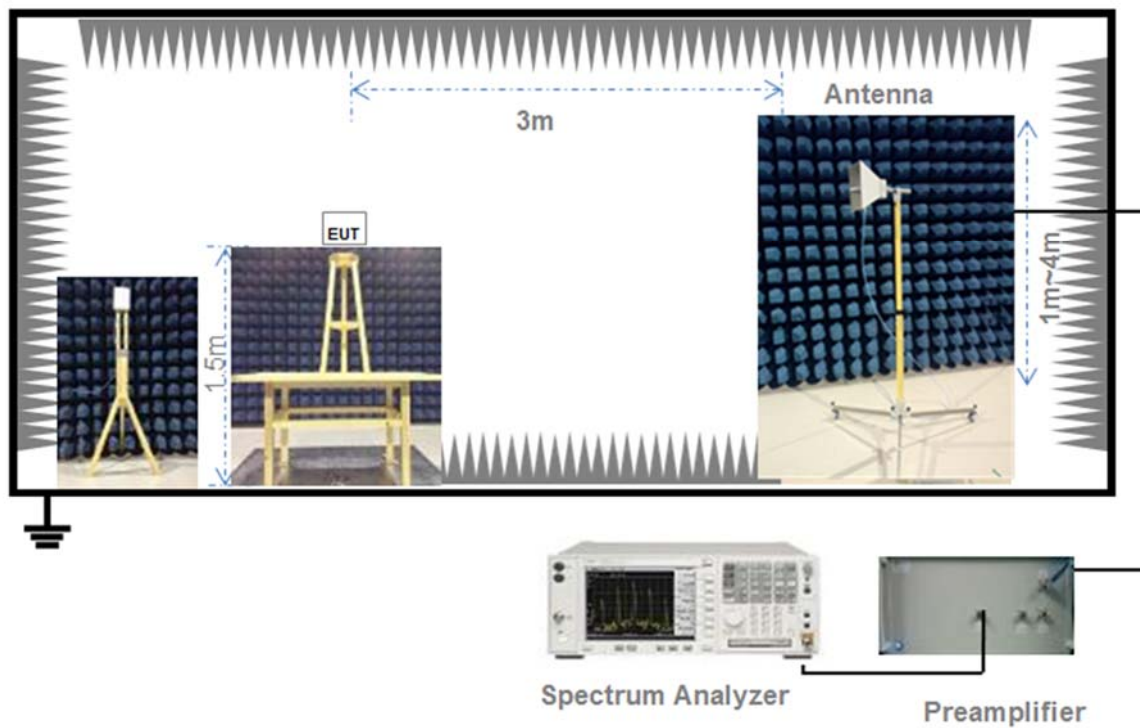 3m
Antenna
EUT
1.5m
1m~4m
Spectrum Analyzer
Preamplifier